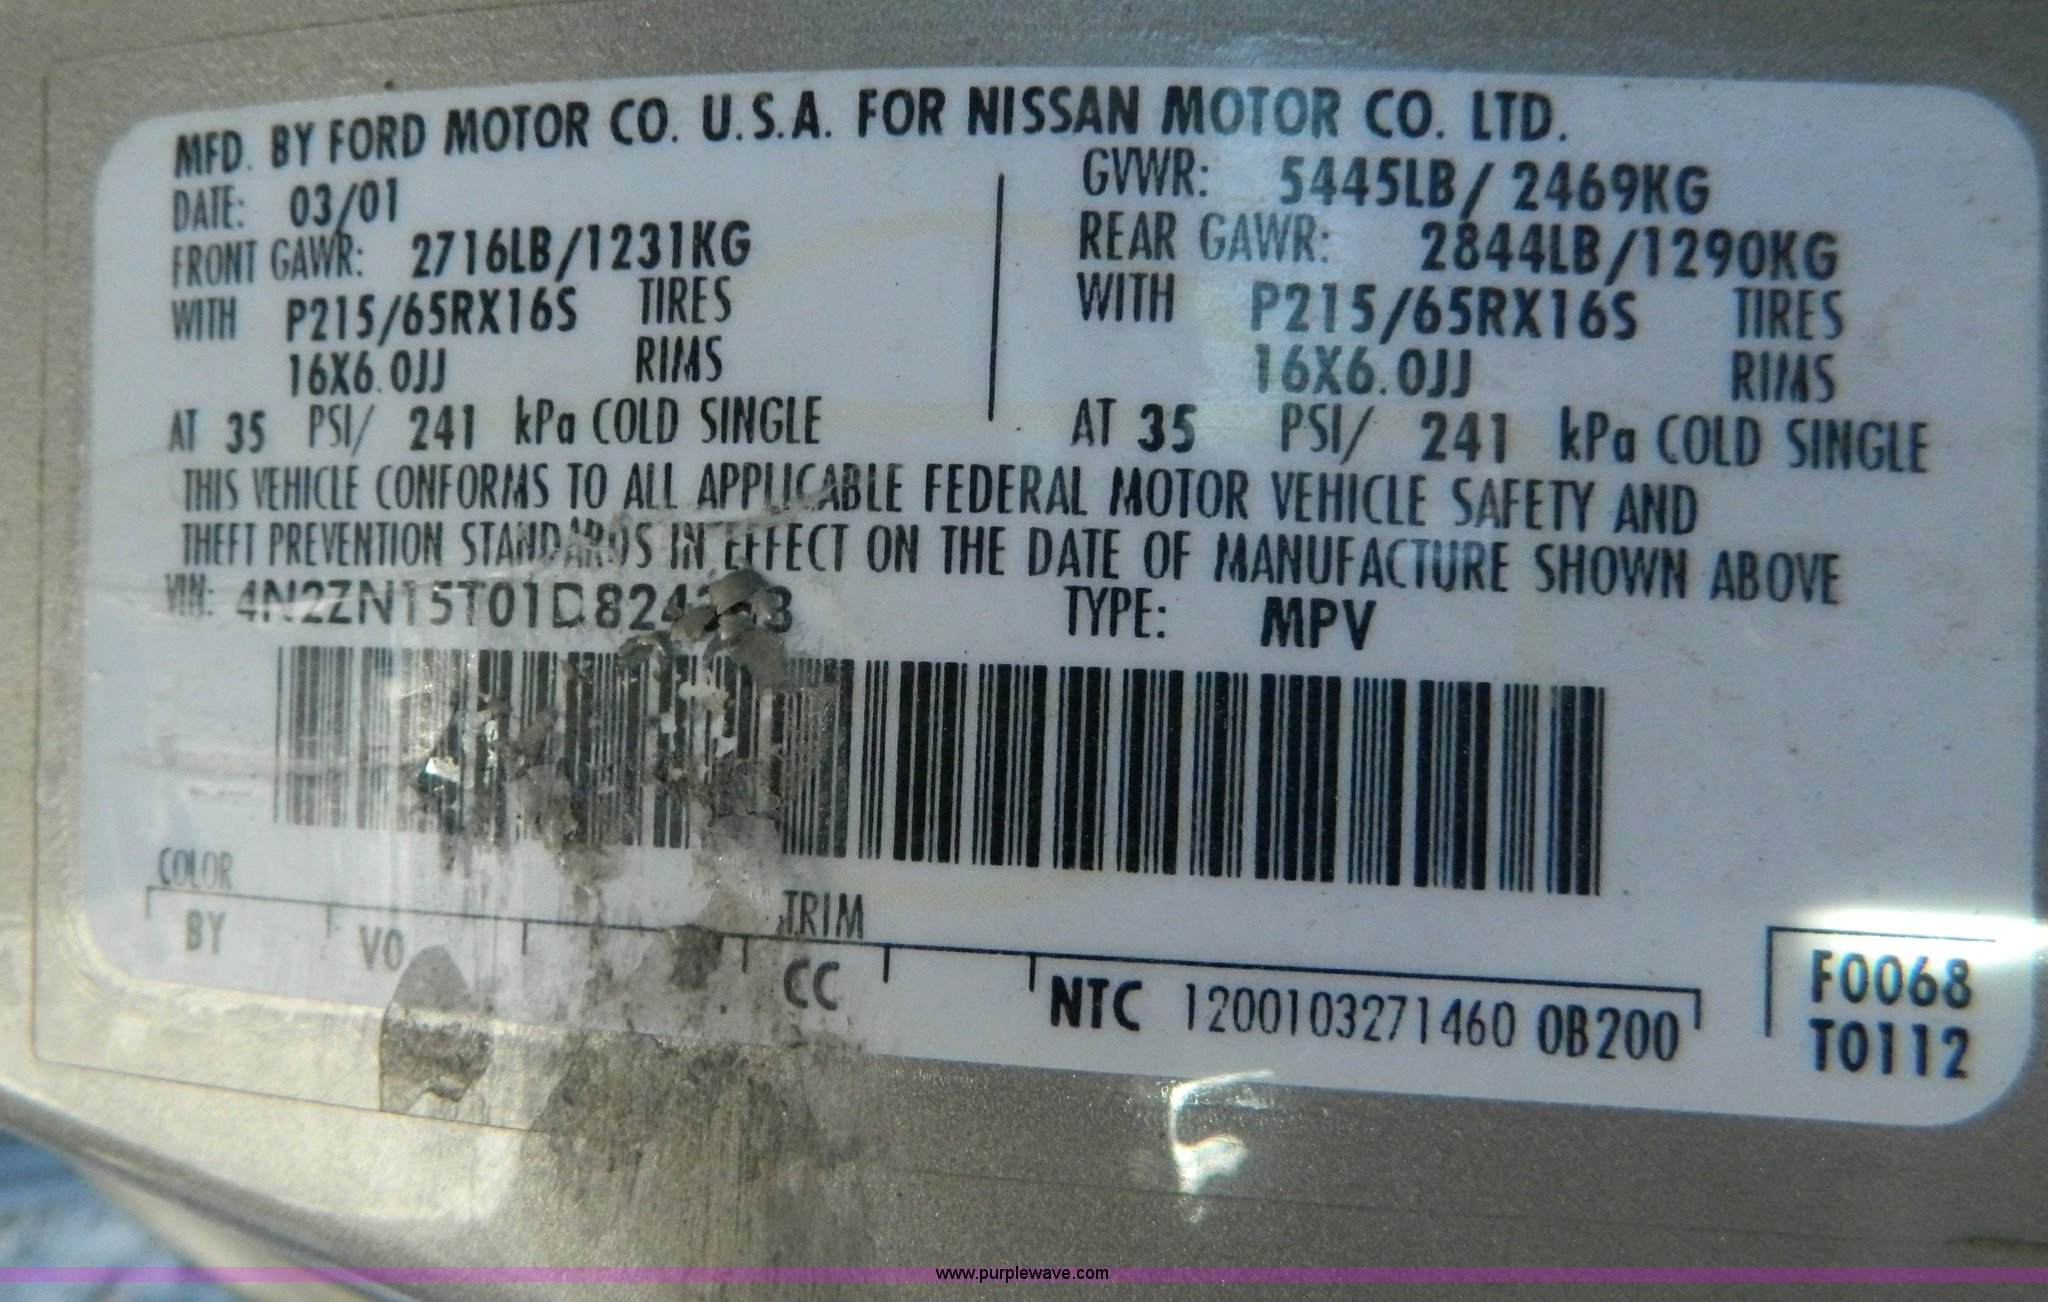 MFD. BY FORD MOTOR CO. U.S.A. FOR NISSAN MOTOR CO. LTD.
DATE: 03/01 GVWR: 5445LB/ 2469KG
FRONT GAWR: 2716LB/1231KG REAR GAWR: 2844LB/1290KG
WITH P215/65RX16S TIRES WITH P215/65RX16S TIRES
16X6.0JJ RIMS 16X6.0JJ RIMS
AT 35 PSI/ 241 kPa COLD SINGLE AT 35 PSI/ 241 kPa COLD SINGLE
THIS VEHICLE CONFORMS TO ALL APPLICABLE FEDERAL MOTOR VEHICLE SAFETY AND
THEFT PREVENTION STANDARDS IN EFFECT ON THE DATE OF MANUFACTURE SHOWN ABOVE
VIN: TYPE: MPV
COLOR TRIM
BY VO CC NTC 1200103271460 0B200
F0068
T0112
www.purplewave.com